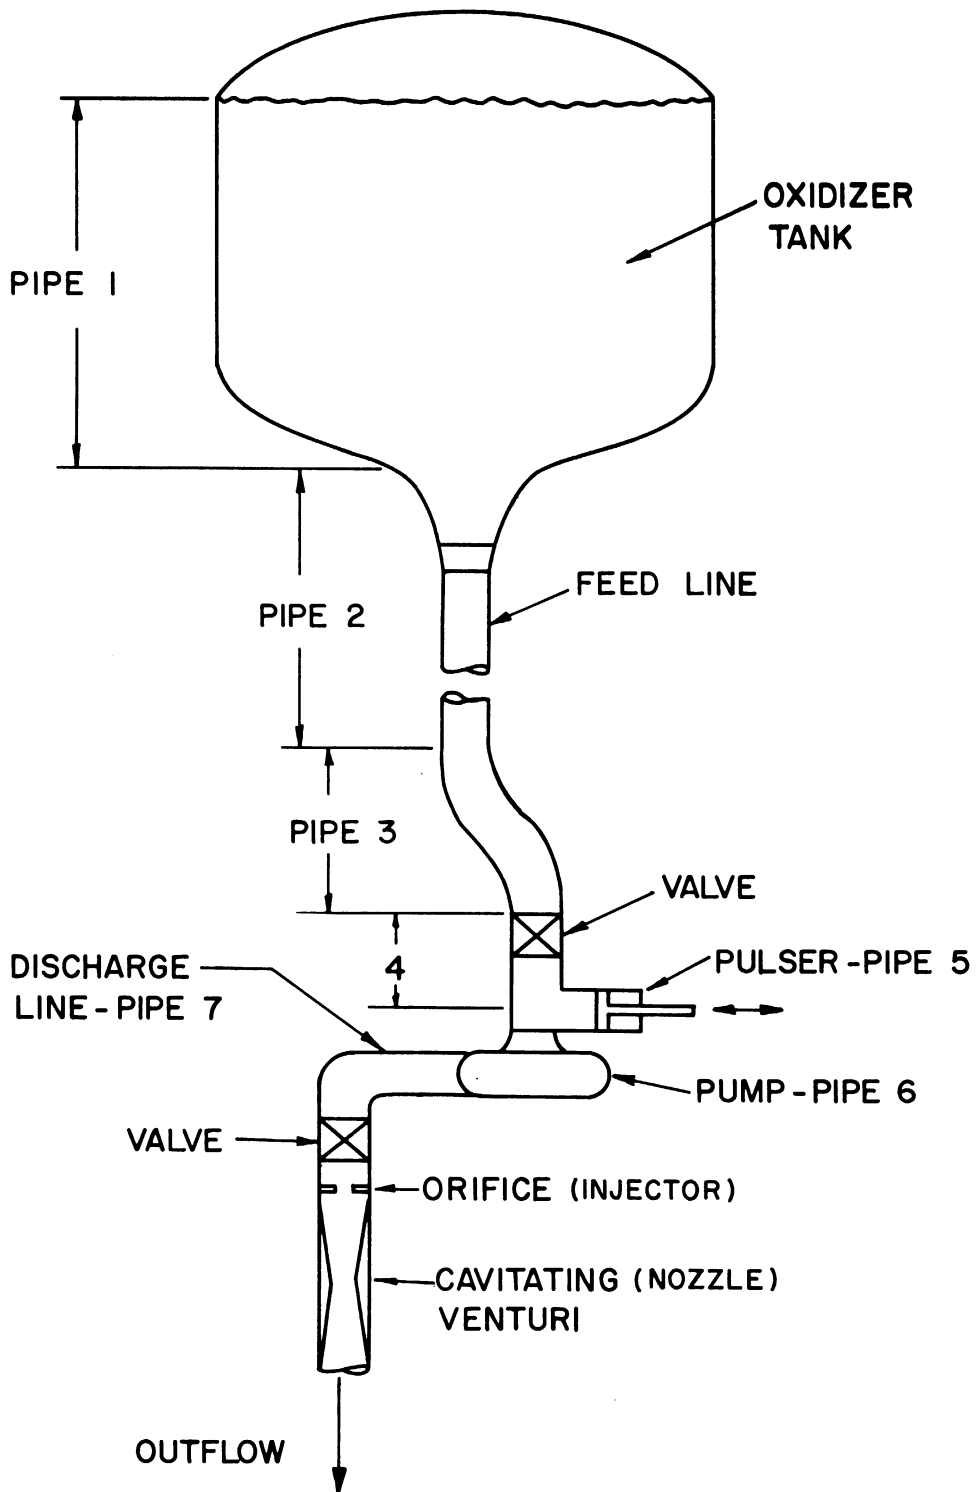 OXIDIZER
TANK
PIPE 1
FEED LINE
PIPE 2
PIPE 3
VALVE
4
PULSER-PIPE 5
DISCHARGE
LINE-PIPE 7
PUMP-PIPE 6
VALVE
ORIFICE (INJECTOR)
CAVITATING (NOZZLE)
VENTURI
OUTFLOW